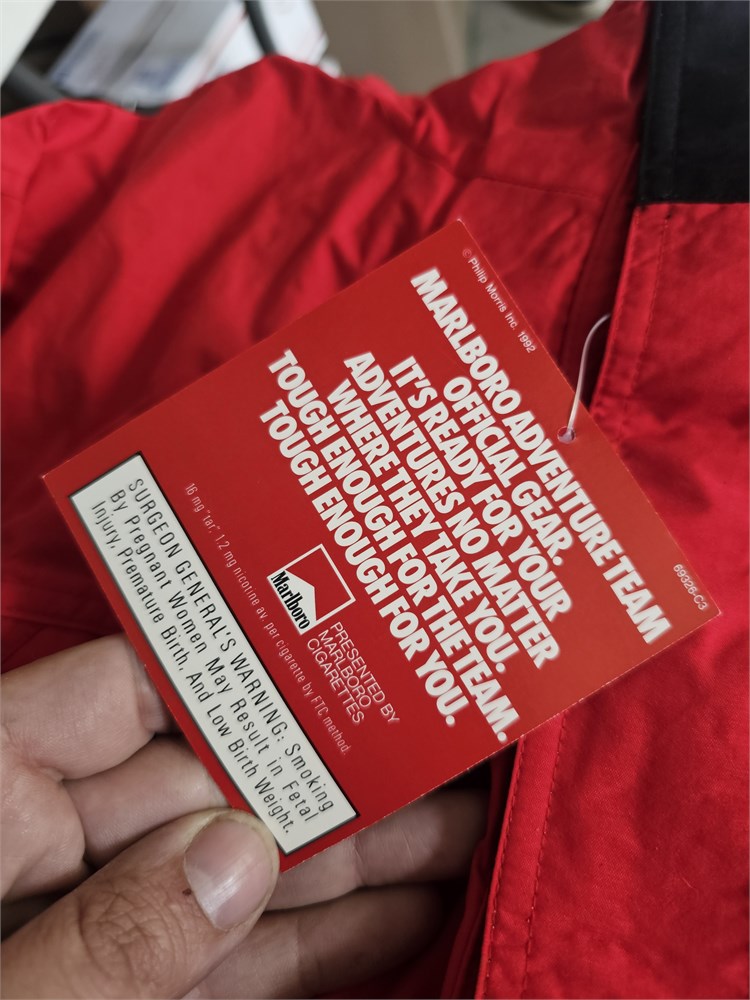 © Philip Morris Inc. 1992
69326-C3
MARLBORO ADVENTURE TEAM
OFFICIAL GEAR.
IT'S READY FOR YOUR
ADVENTURES NO MATTER
WHERE THEY TAKE YOU.
TOUGH ENOUGH FOR THE TEAM.
TOUGH ENOUGH FOR YOU.
Marlboro
PRESENTED BY
MARLBORO
CIGARETTES
16 mg "tar," 1.2 mg nicotine av. per cigarette by FTC method.
SURGEON GENERAL'S WARNING: Smoking
By Pregnant Women May Result in Fetal
Injury, Premature Birth, And Low Birth Weight.